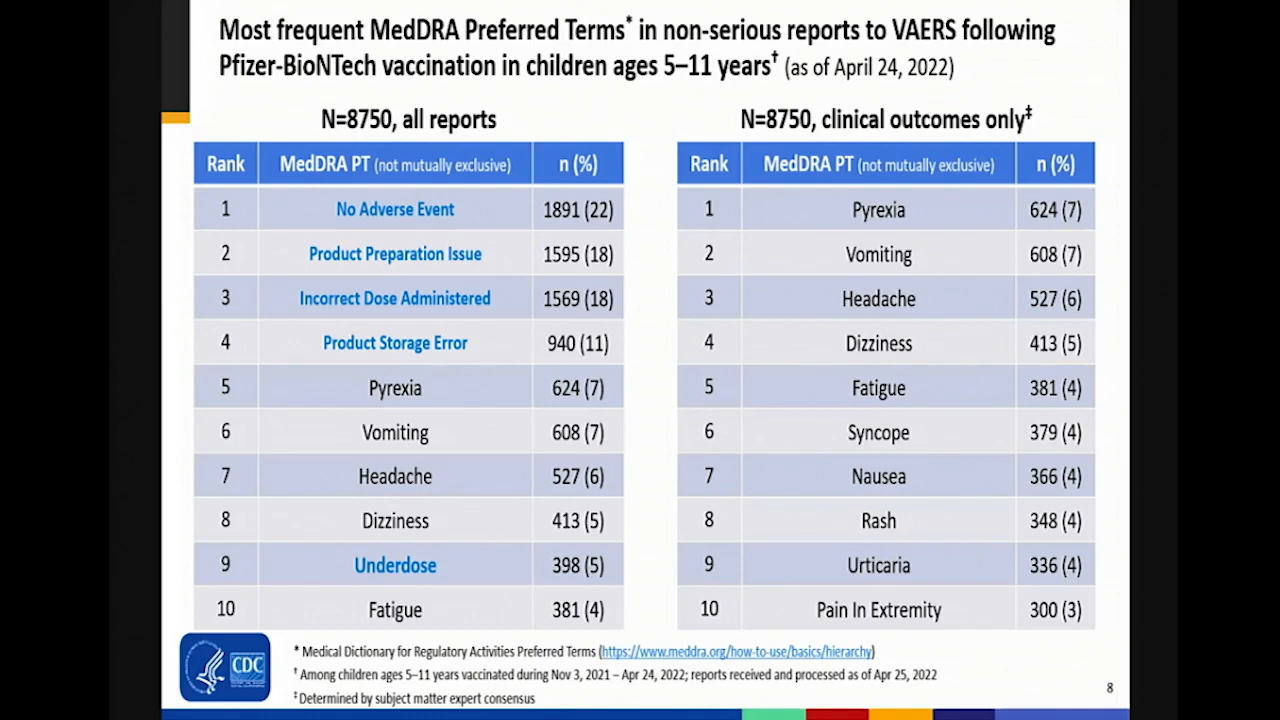 Most frequent MedDRA Preferred Terms* in non-serious reports to VAERS following
Pfizer-BioNTech vaccination in children ages 5–11 years† (as of April 24, 2022)
N=8750, all reports
Rank MedDRA PT (not mutually exclusive) n (%)
1 No Adverse Event 1891 (22)
2 Product Preparation Issue 1595 (18)
3 Incorrect Dose Administered 1569 (18)
4 Product Storage Error 940 (11)
5 Pyrexia 624 (7)
6 Vomiting 608 (7)
7 Headache 527 (6)
8 Dizziness 413 (5)
9 Underdose 398 (5)
10 Fatigue 381 (4)
N=8750, clinical outcomes only‡
Rank MedDRA PT (not mutually exclusive) n (%)
1 Pyrexia 624 (7)
2 Vomiting 608 (7)
3 Headache 527 (6)
4 Dizziness 413 (5)
5 Fatigue 381 (4)
6 Syncope 379 (4)
7 Nausea 366 (4)
8 Rash 348 (4)
9 Urticaria 336 (4)
10 Pain In Extremity 300 (3)
CDC
* Medical Dictionary for Regulatory Activities Preferred Terms (https://www.meddra.org/how-to-use/basics/hierarchy)
† Among children ages 5–11 years vaccinated during Nov 3, 2021 – Apr 24, 2022; reports received and processed as of Apr 25, 2022
‡ Determined by subject matter expert consensus
8